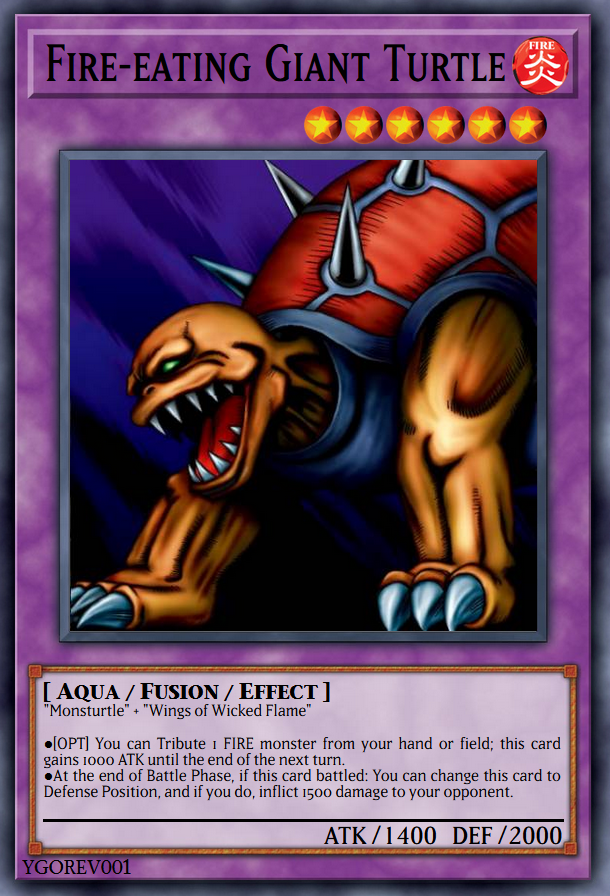 Fire-eating Giant Turtle
FIRE
炎
[ Aqua / Fusion / Effect ]
"Monsturtle" + "Wings of Wicked Flame"
●[OPT] You can Tribute 1 FIRE monster from your hand or field; this card
gains 1000 ATK until the end of the next turn.
●At the end of Battle Phase, if this card battled: You can change this card to
Defense Position, and if you do, inflict 1500 damage to your opponent.
ATK/1400 DEF/2000
YGOREV001